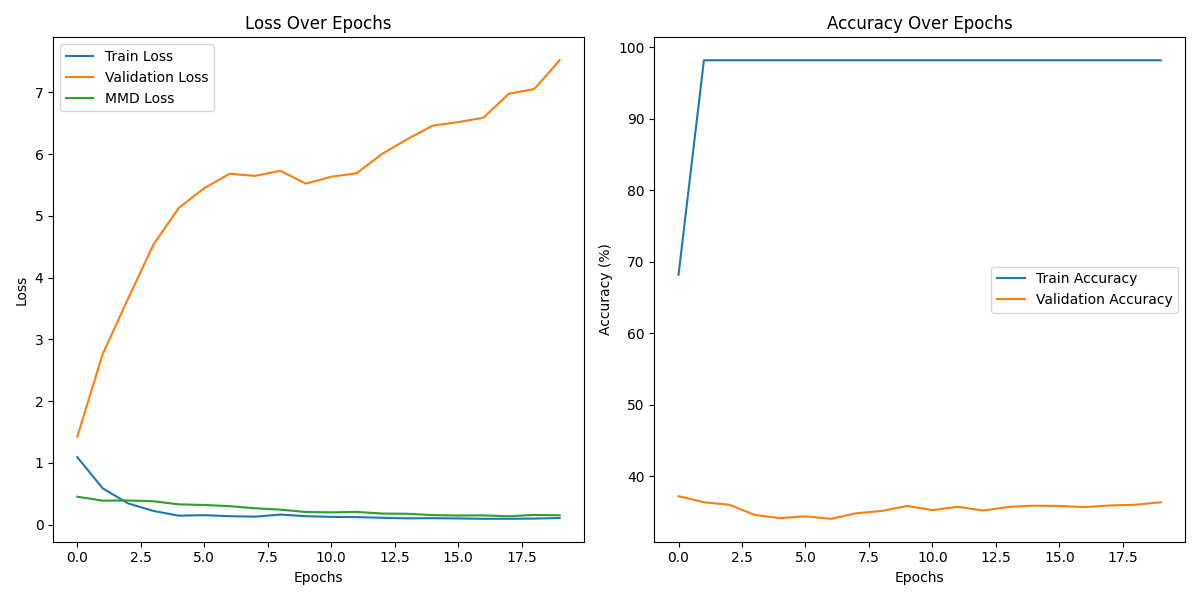 Loss Over Epochs
Train Loss
Validation Loss
MMD Loss
7
6
5
4
3
2
1
0
Loss
0.0 2.5 5.0 7.5 10.0 12.5 15.0 17.5
Epochs
Accuracy Over Epochs
100
90
80
70
60
50
40
Accuracy (%)
Train Accuracy
Validation Accuracy
0.0 2.5 5.0 7.5 10.0 12.5 15.0 17.5
Epochs